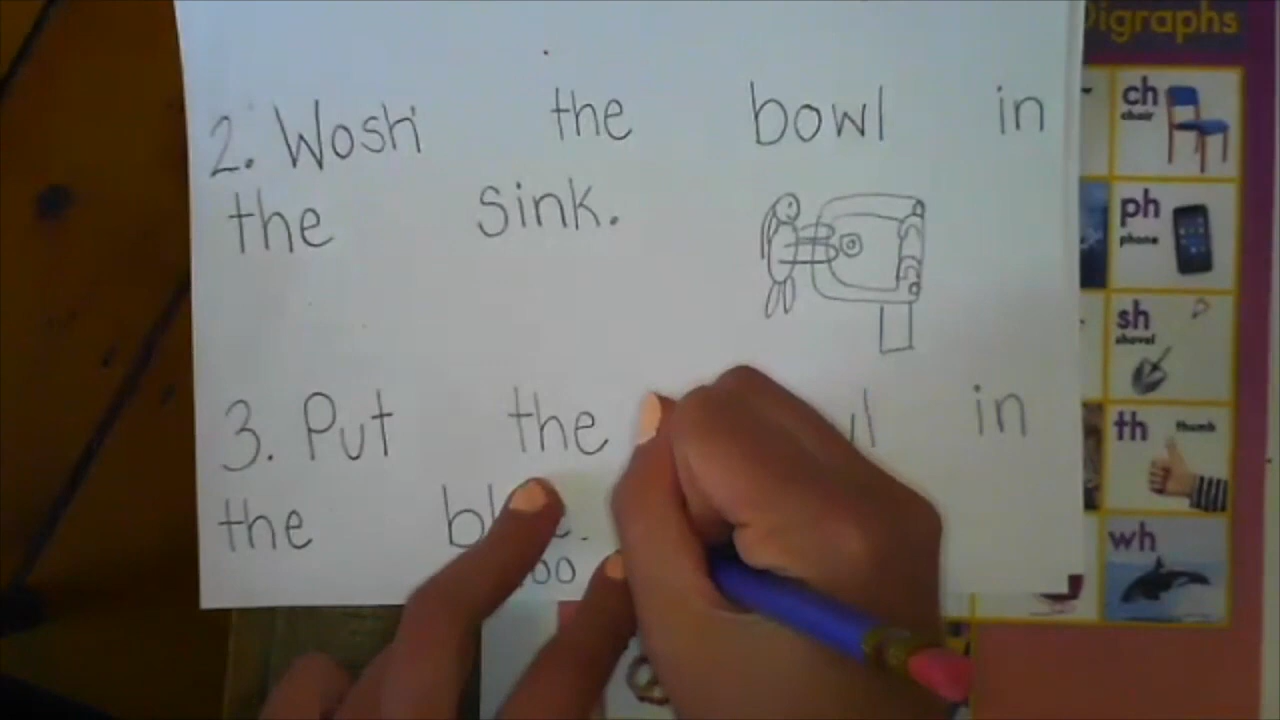 2. Wosh the bowl in
the sink.
3. Put the in
the
Digraphs
ch
chair
ph
phone
sh
shovel
th
thumb
wh